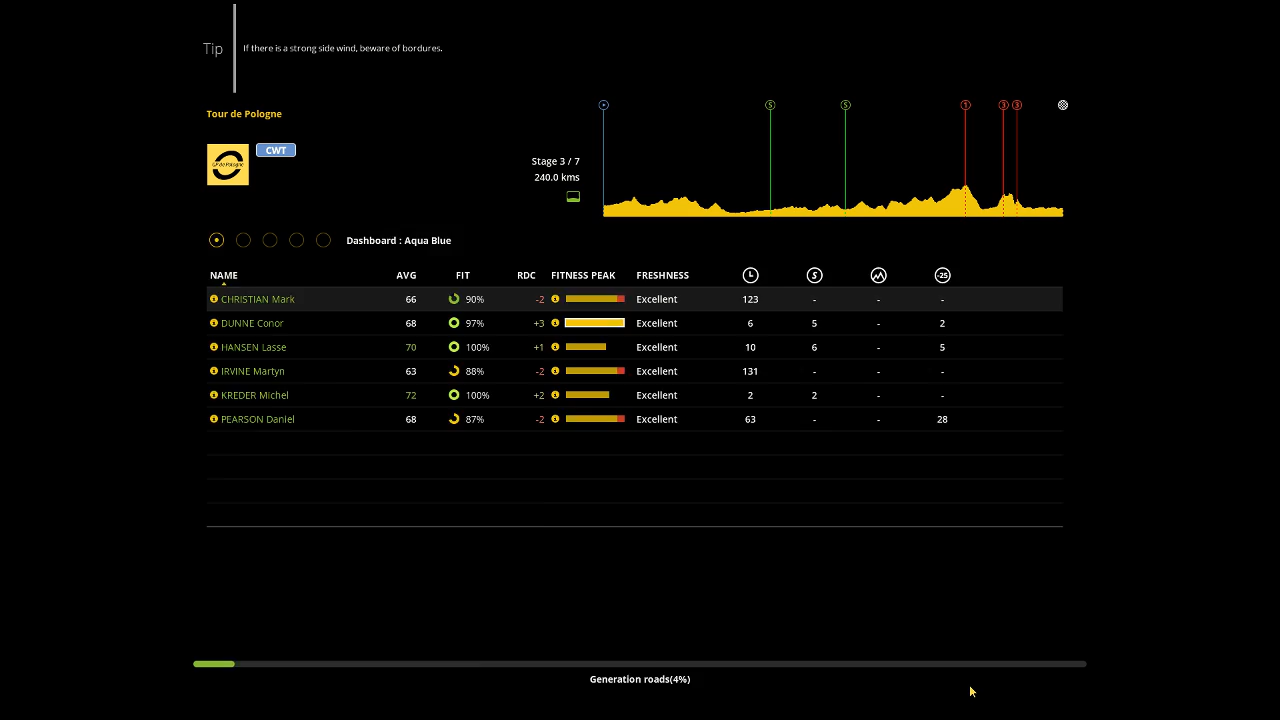 Tip
If there is a strong side wind, beware of bordures.
Tour de Pologne
CWT
Stage 3 / 7
240.0 kms
S S 1 3 3
Dashboard : Aqua Blue
NAME AVG FIT RDC FITNESS PEAK FRESHNESS S -25
CHRISTIAN Mark 66 90% -2 Excellent 123 - - -
DUNNE Conor 68 97% +3 Excellent 6 5 - 2
HANSEN Lasse 70 100% +1 Excellent 10 6 - 5
IRVINE Martyn 63 88% -2 Excellent 131 - - -
KREDER Michel 72 100% +2 Excellent 2 2 - -
PEARSON Daniel 68 87% -2 Excellent 63 - - 28
Generation roads(4%)